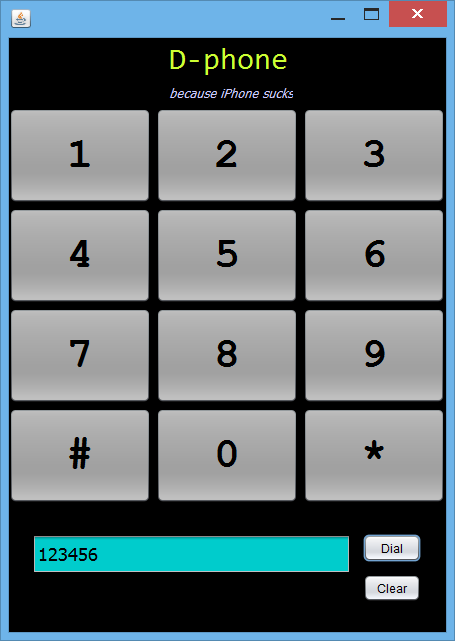 D-phone
because iPhone sucks
1 2 3
4 5 6
7 8 9
# 0 *
123456
Dial
Clear